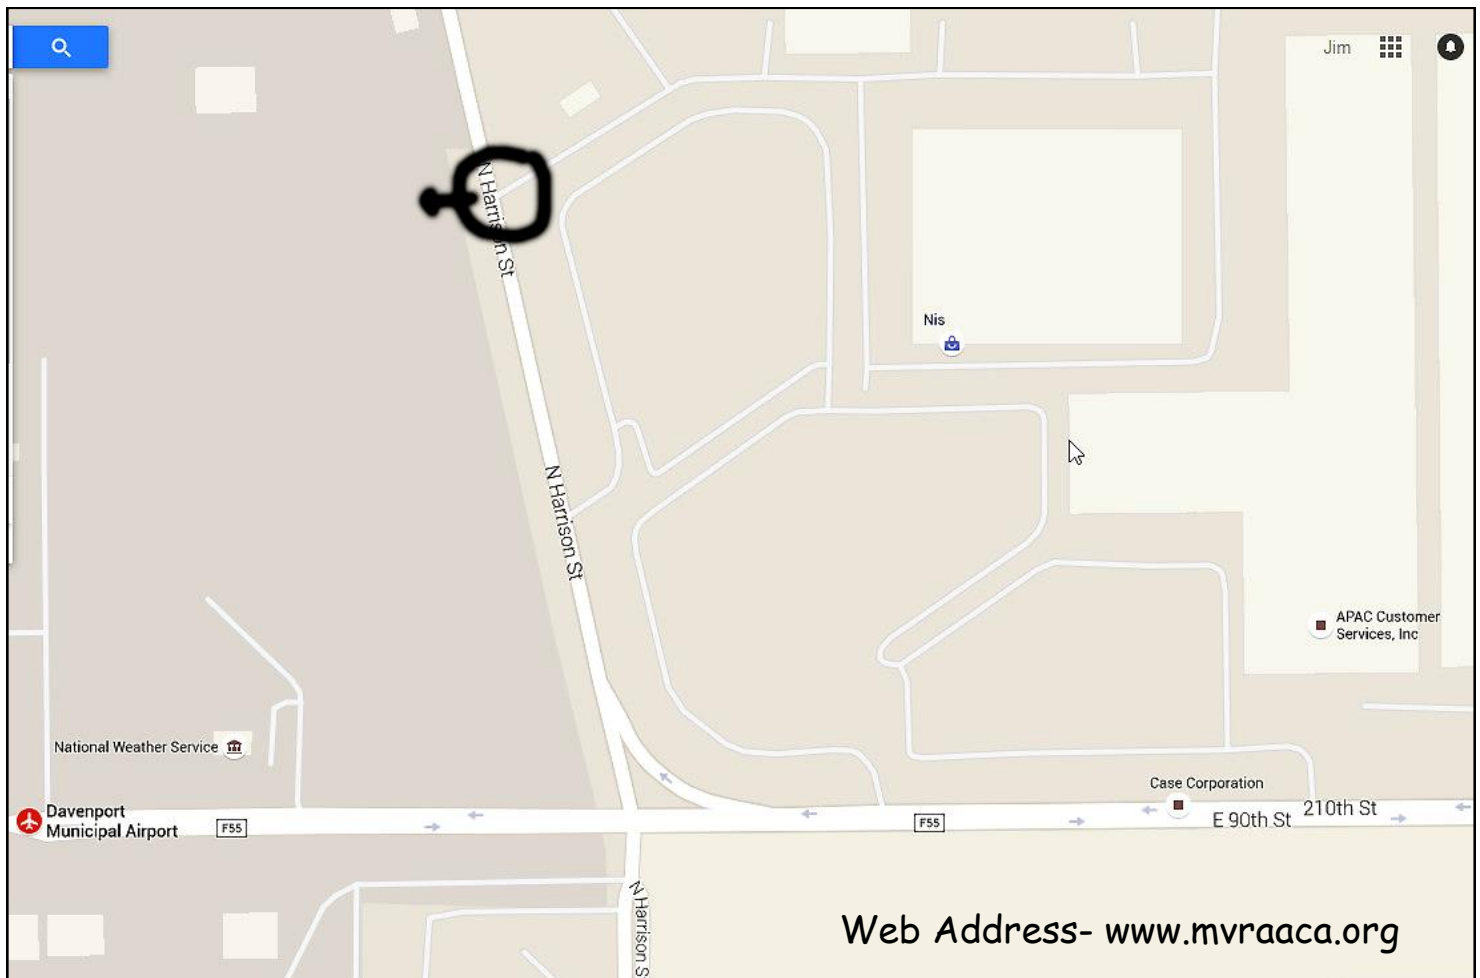 Jim
N Harrison St
Nis
N Harrison St
APAC Customer
Services, Inc
National Weather Service
Case Corporation
Davenport
Municipal Airport
F55
F55
E 90th St
210th St
N Harrison S
Web Address- www.mvraaca.org